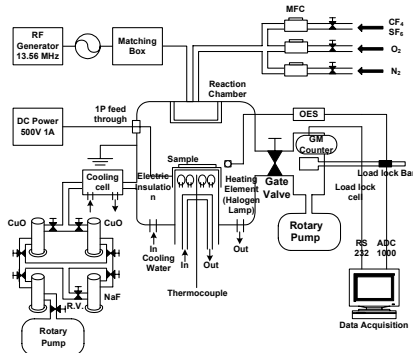 MFC
CF4
SF6
O2
N2
RF
Generator
13.56 MHz
Matching
Box
Reaction
Chamber
DC Power
500V 1A
1P feed
through
OES
GM
Counter
Sample
Cooling
cell
Electric
insulatio
n
Heating
Element
(Halogen
Lamp)
Gate
Valve
Load lock Bar
Load lock
cell
CuO
CuO
In
Cooling
Water
In
Out
Out
Rotary
Pump
RS
232
ADC
1000
NaF
R.V.
Thermocouple
Rotary
Pump
Data Acquisition